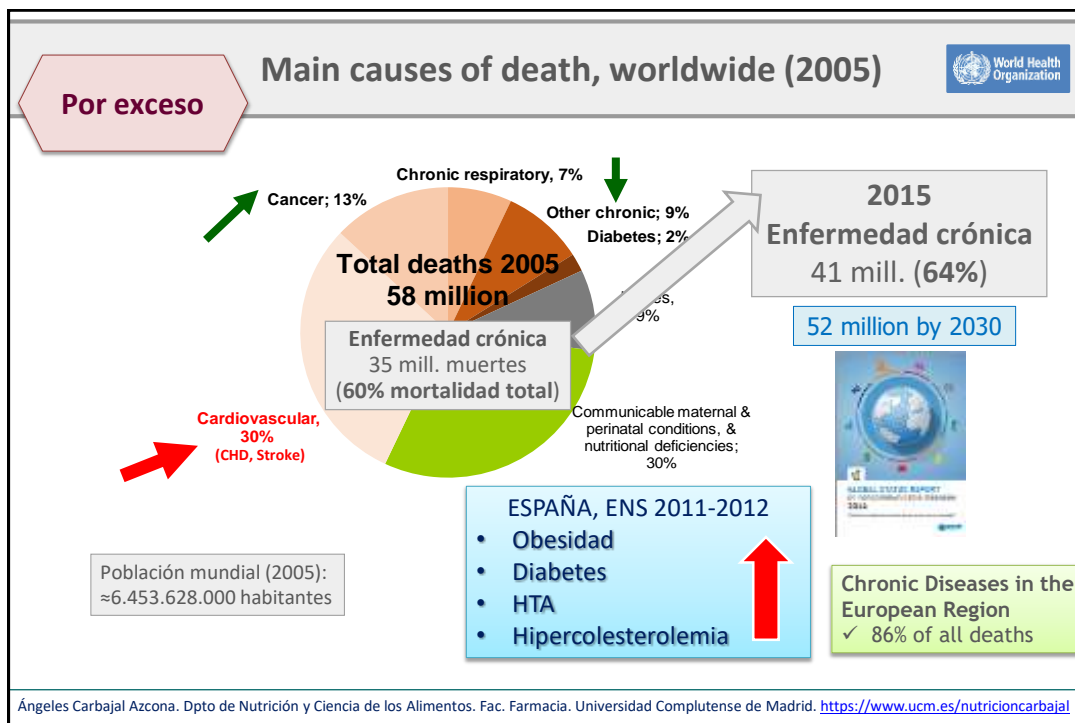 Main causes of death, worldwide (2005)
World Health
Organization
Por exceso
Chronic respiratory, 7%
Cancer; 13%
Other chronic; 9%
Diabetes; 2%
Total deaths 2005
58 million
9%
Enfermedad crónica
35 mill. muertes
(60% mortalidad total)
2015
Enfermedad crónica
41 mill. (64%)
52 million by 2030
Cardiovascular,
30%
(CHD, Stroke)
Communicable maternal &
perinatal conditions, &
nutritional deficiencies;
30%
GLOBAL STATUS REPORT
ESPAÑA, ENS 2011-2012
• Obesidad
• Diabetes
• HTA
• Hipercolesterolemia
Población mundial (2005):
≈6.453.628.000 habitantes
Chronic Diseases in the
European Region
✓ 86% of all deaths
Ángeles Carbajal Azcona. Dpto de Nutrición y Ciencia de los Alimentos. Fac. Farmacia. Universidad Complutense de Madrid. https://www.ucm.es/nutricioncarbajal